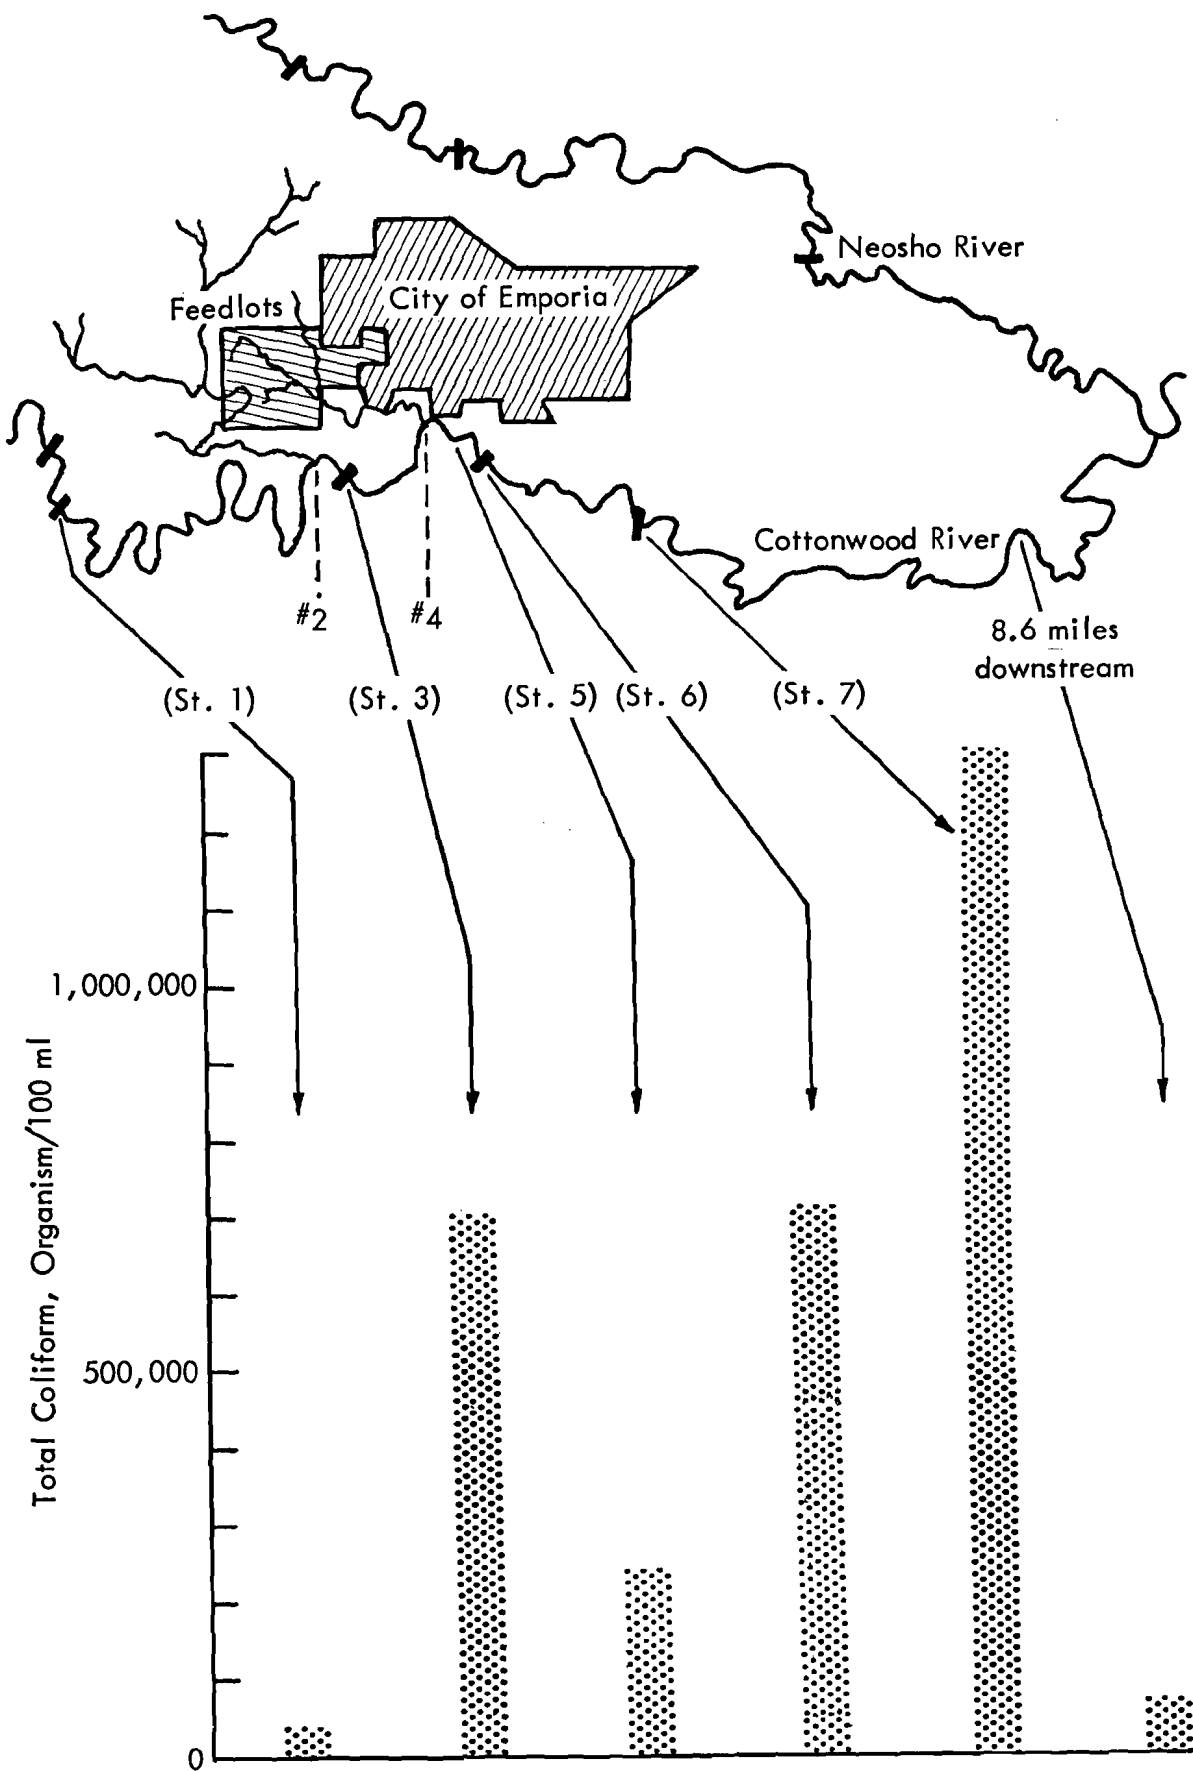 Neosho River
City of Emporia
Feedlots
Cottonwood River
#2
#4
8.6 miles
downstream
(St. 1)
(St. 3)
(St. 5)
(St. 6)
(St. 7)
1,000,000
500,000
0
Total Coliform, Organism/100 ml